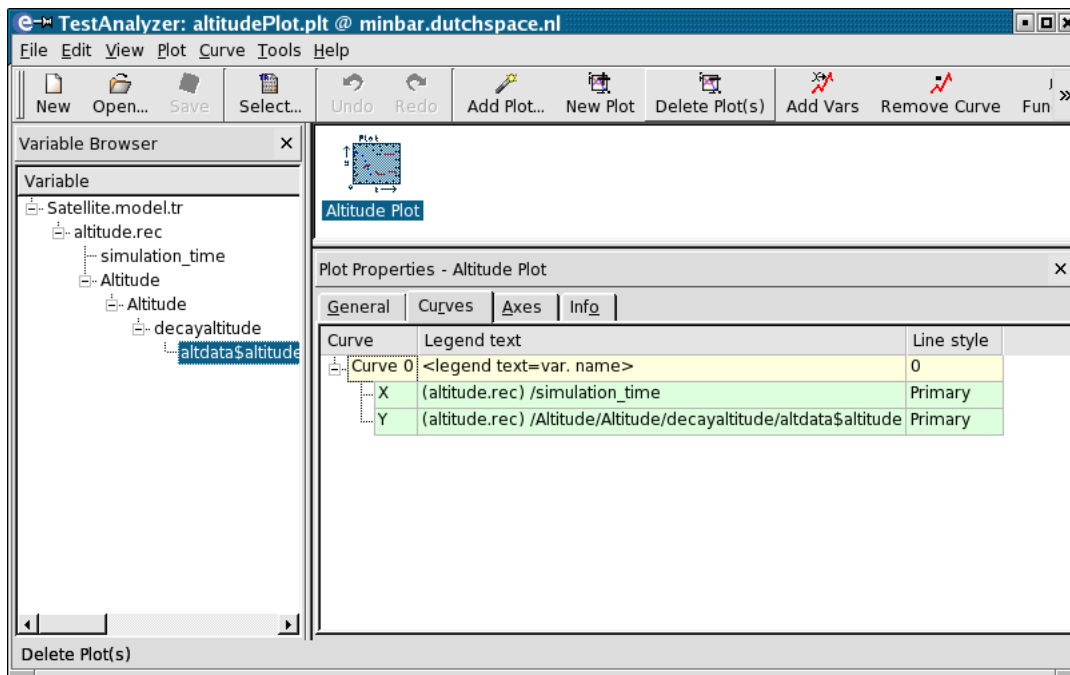 TestAnalyzer: altitudePlot.plt @ minbar.dutchspace.nl
File Edit View Plot Curve Tools Help
New Open... Save Select... Undo Redo Add Plot... New Plot Delete Plot(s) Add Vars Remove Curve Fun »
Variable Browser
Variable
Satellite.model.tr
altitude.rec
simulation_time
Altitude
Altitude
decayaltitude
altdata$altitude
Plot
y
t
Altitude Plot
Plot Properties - Altitude Plot
General Curves Axes Info
Curve Legend text Line style
Curve 0 <legend text=var. name> 0
X (altitude.rec) /simulation_time Primary
Y (altitude.rec) /Altitude/Altitude/decayaltitude/altdata$altitude Primary
Delete Plot(s)